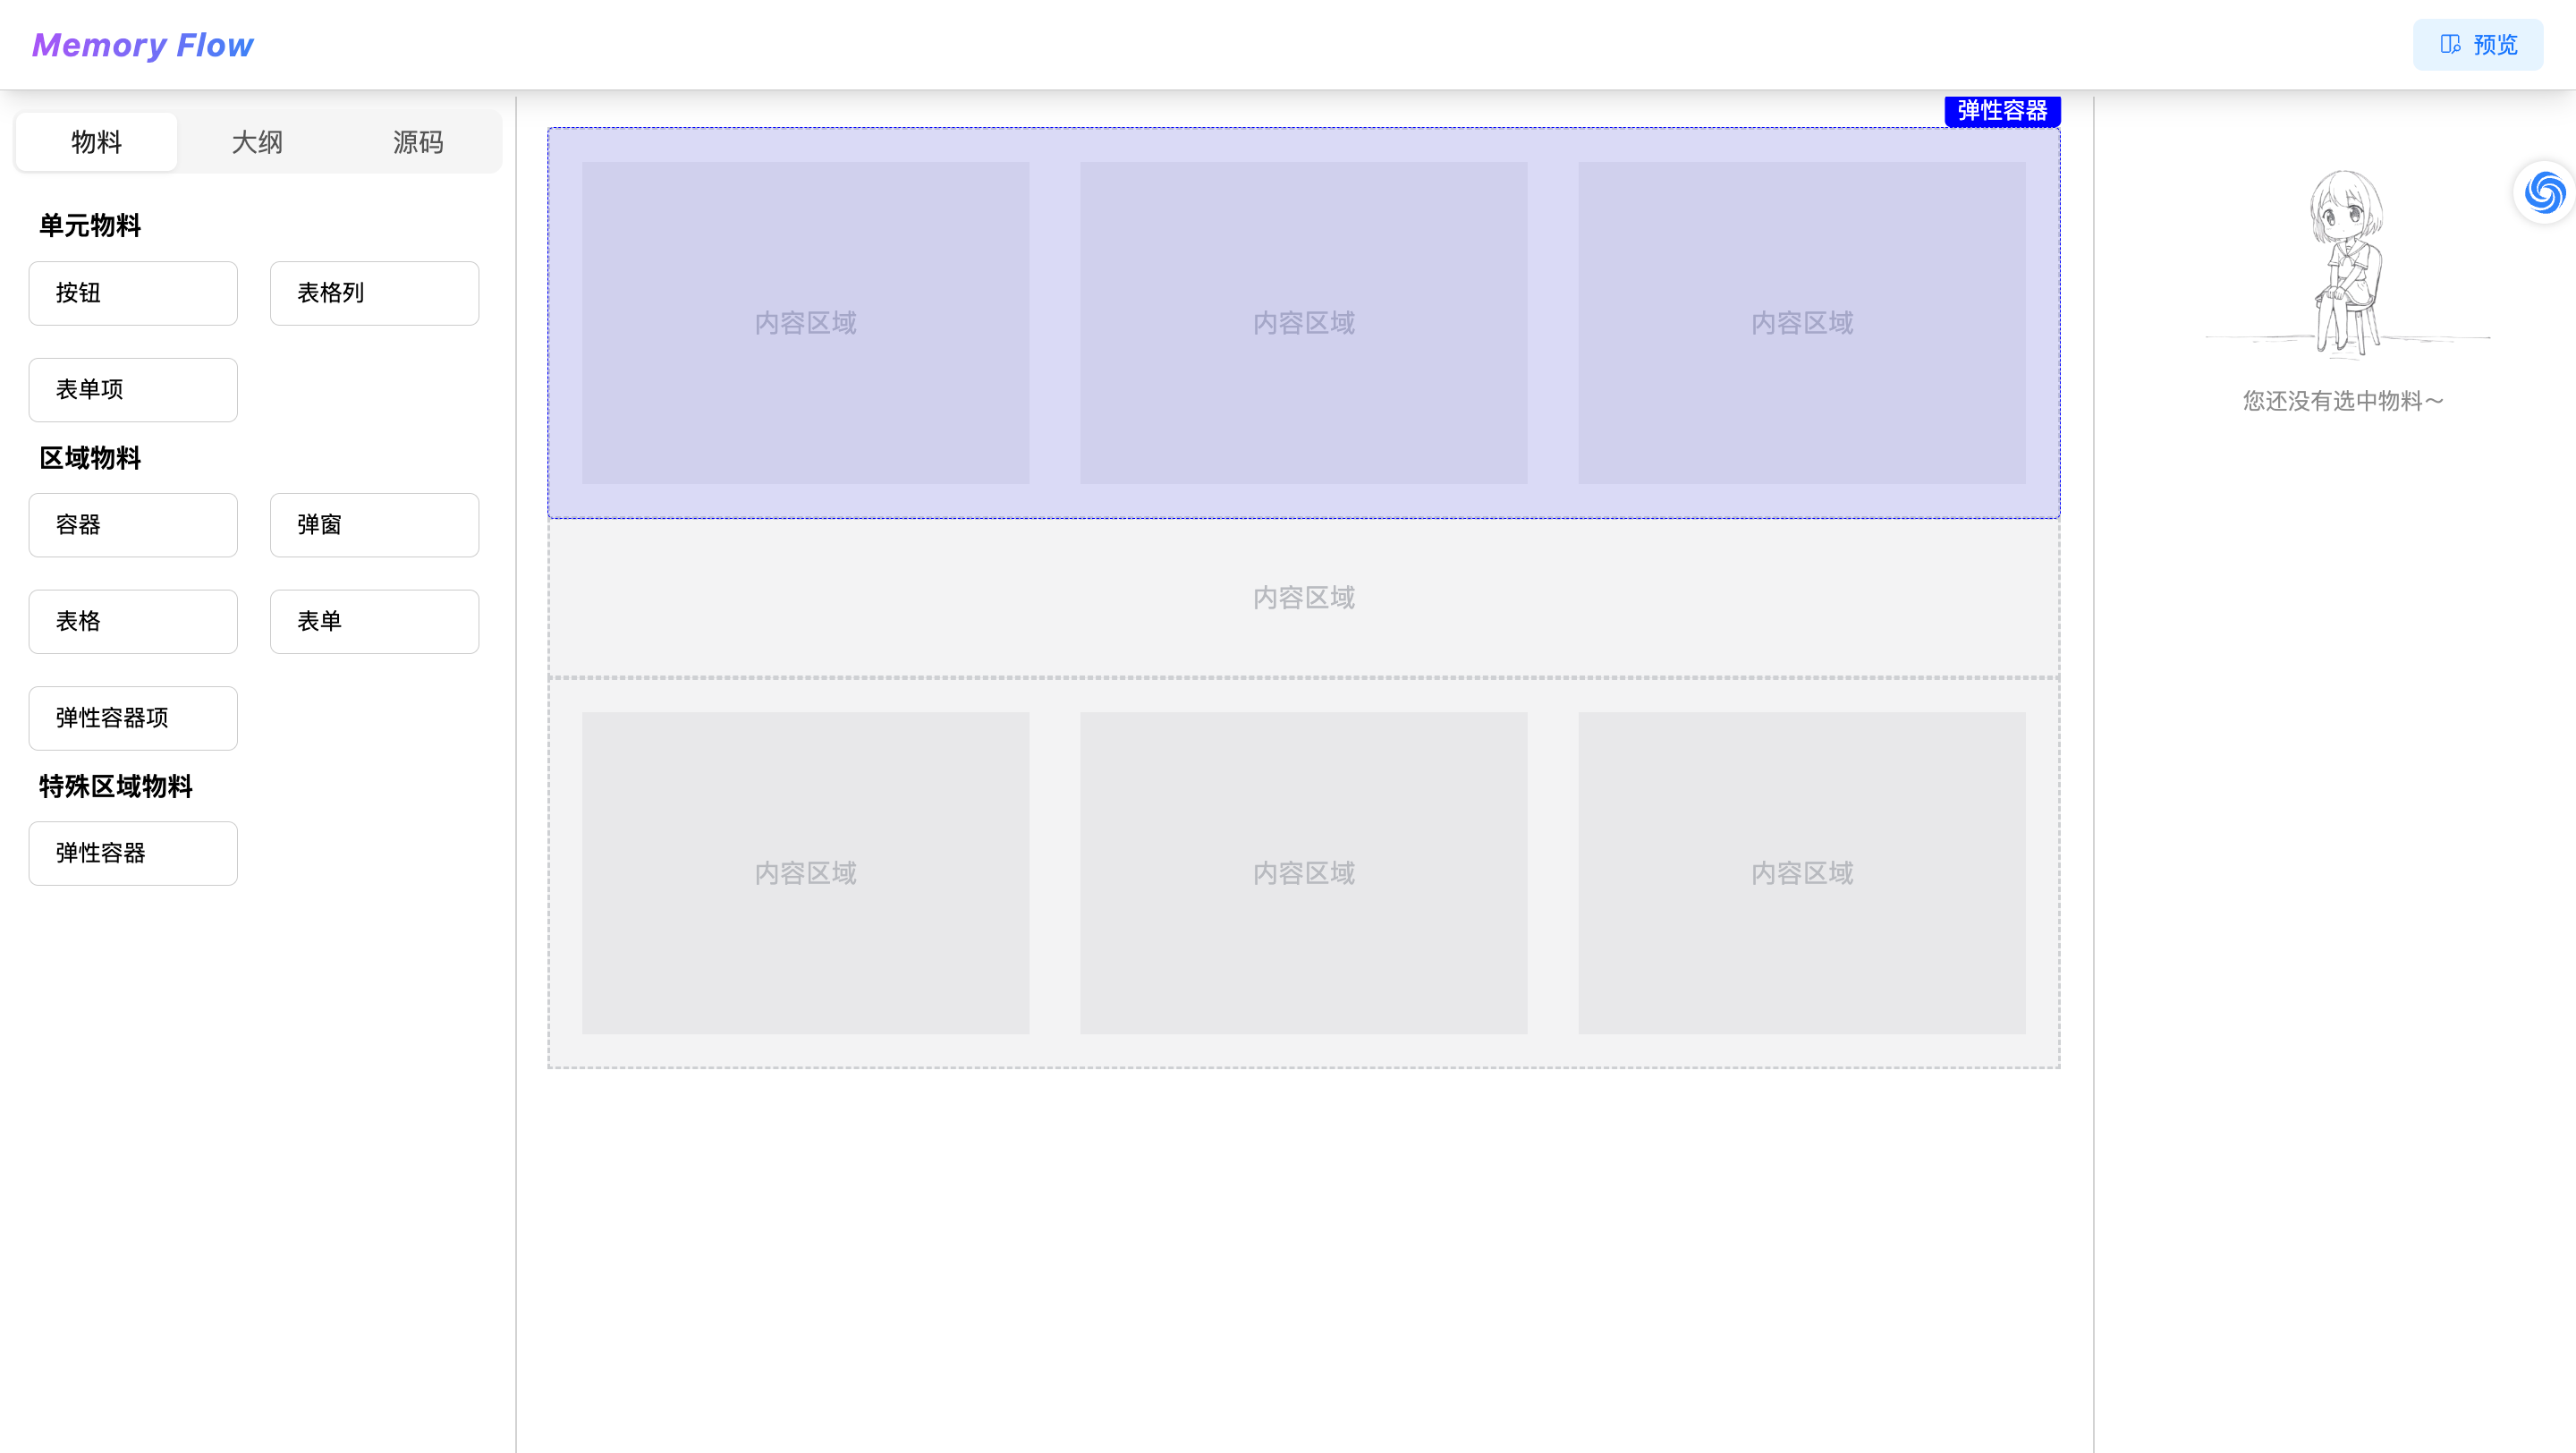 Memory Flow
预览
物料 大纲 源码
单元物料
按钮 表格列
表单项
区域物料
容器 弹窗
表格 表单
弹性容器项
特殊区域物料
弹性容器
弹性容器
内容区域 内容区域 内容区域
内容区域
内容区域 内容区域 内容区域
您还没有选中物料～